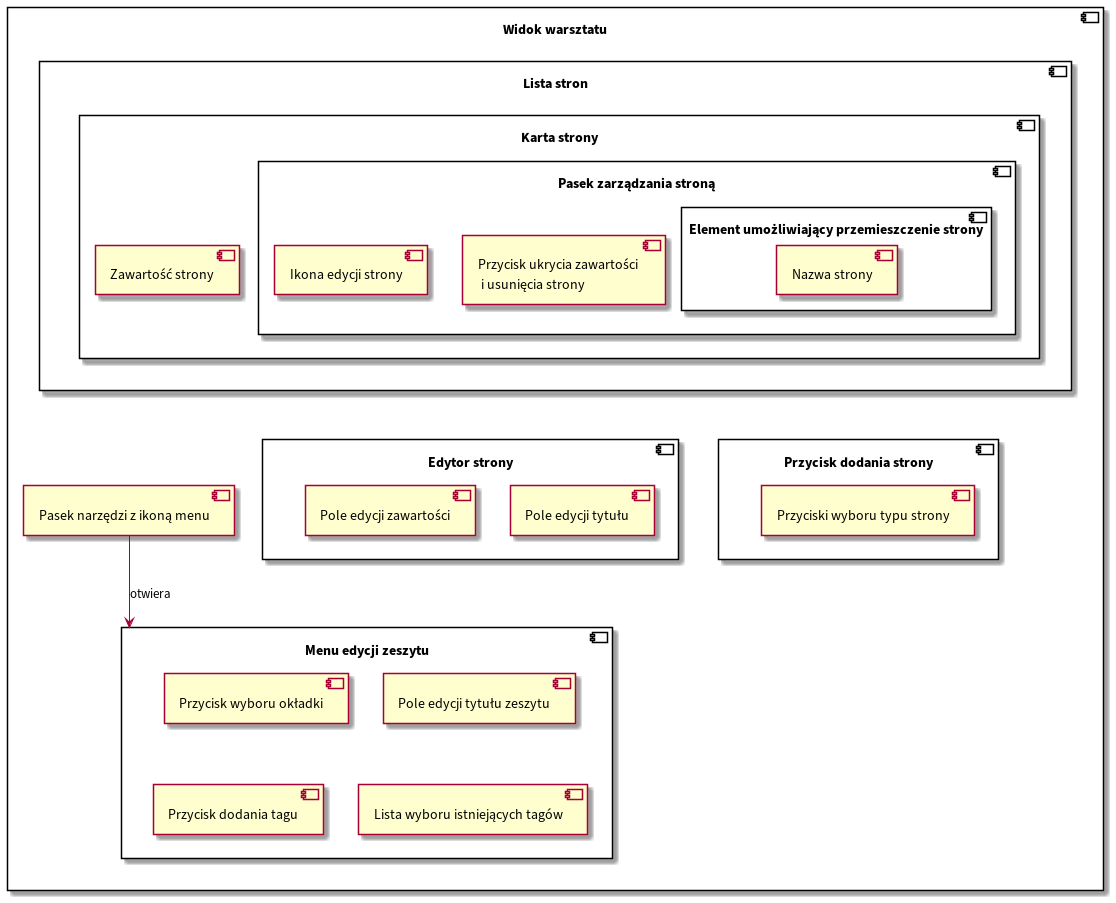 Widok warsztatu
Lista stron
Karta strony
Pasek zarządzania stroną
Element umożliwiający przemieszczenie strony
Zawartość strony
Ikona edycji strony
Przycisk ukrycia zawartości
i usunięcia strony
Nazwa strony
Edytor strony
Przycisk dodania strony
Pasek narzędzi z ikoną menu
Pole edycji zawartości
Pole edycji tytułu
Przyciski wyboru typu strony
otwiera
Menu edycji zeszytu
Przycisk wyboru okładki
Pole edycji tytułu zeszytu
Przycisk dodania tagu
Lista wyboru istniejących tagów